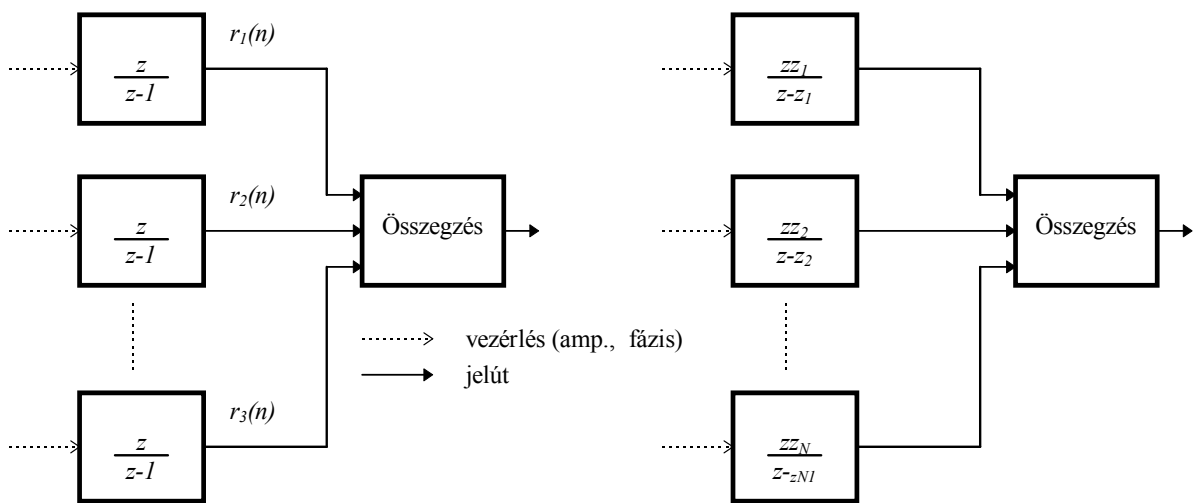 r1(n)
z
z-1
r2(n)
z
z-1
Összegzés
vezérlés (amp., fázis)
jelút
r3(n)
z
z-1
zz1
z-z1
zz2
z-z2
Összegzés
zzN
z-zN1